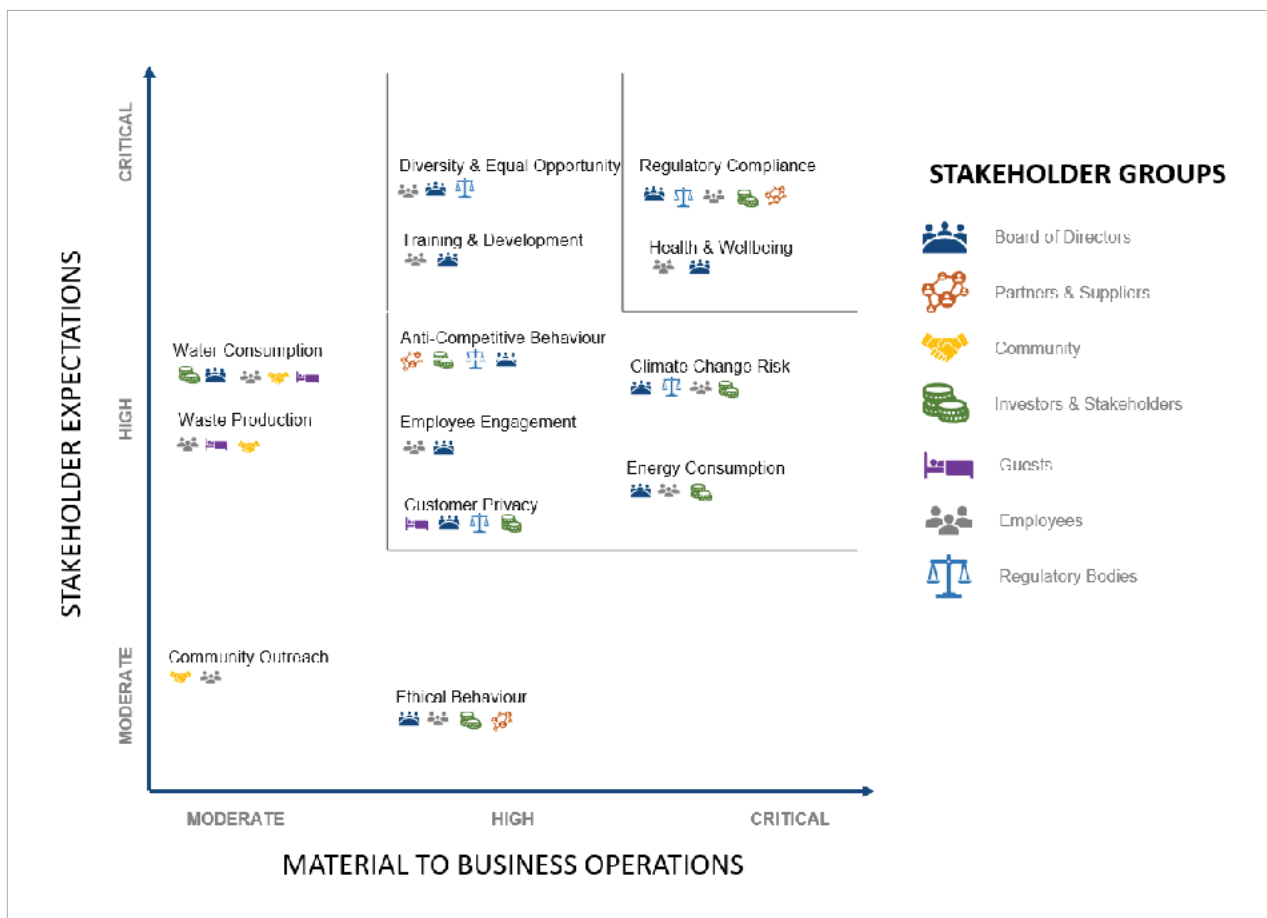 CRITICAL
HIGH
MODERATE
STAKEHOLDER EXPECTATIONS
Diversity & Equal Opportunity
Regulatory Compliance
Training & Development
Health & Wellbeing
Water Consumption
Anti-Competitive Behaviour
Climate Change Risk
Waste Production
Employee Engagement
Energy Consumption
Customer Privacy
Community Outreach
Ethical Behaviour
MODERATE
HIGH
CRITICAL
MATERIAL TO BUSINESS OPERATIONS
STAKEHOLDER GROUPS
Board of Directors
Partners & Suppliers
Community
Investors & Stakeholders
Guests
Employees
Regulatory Bodies